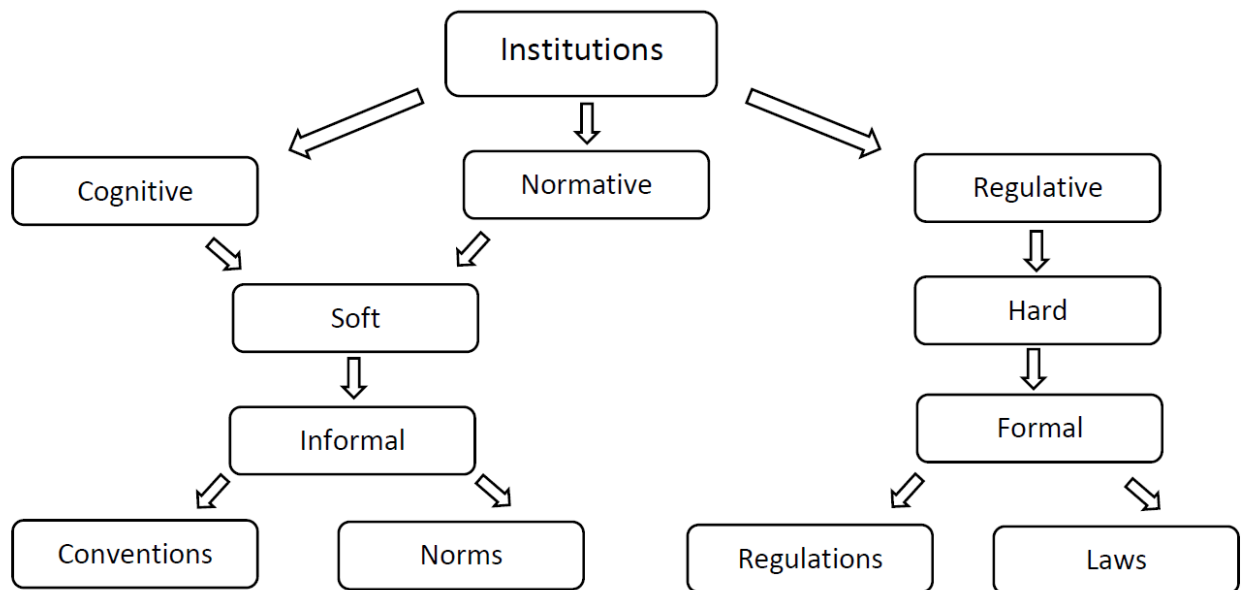 Institutions
Cognitive
Normative
Regulative
Soft
Hard
Informal
Formal
Conventions
Norms
Regulations
Laws